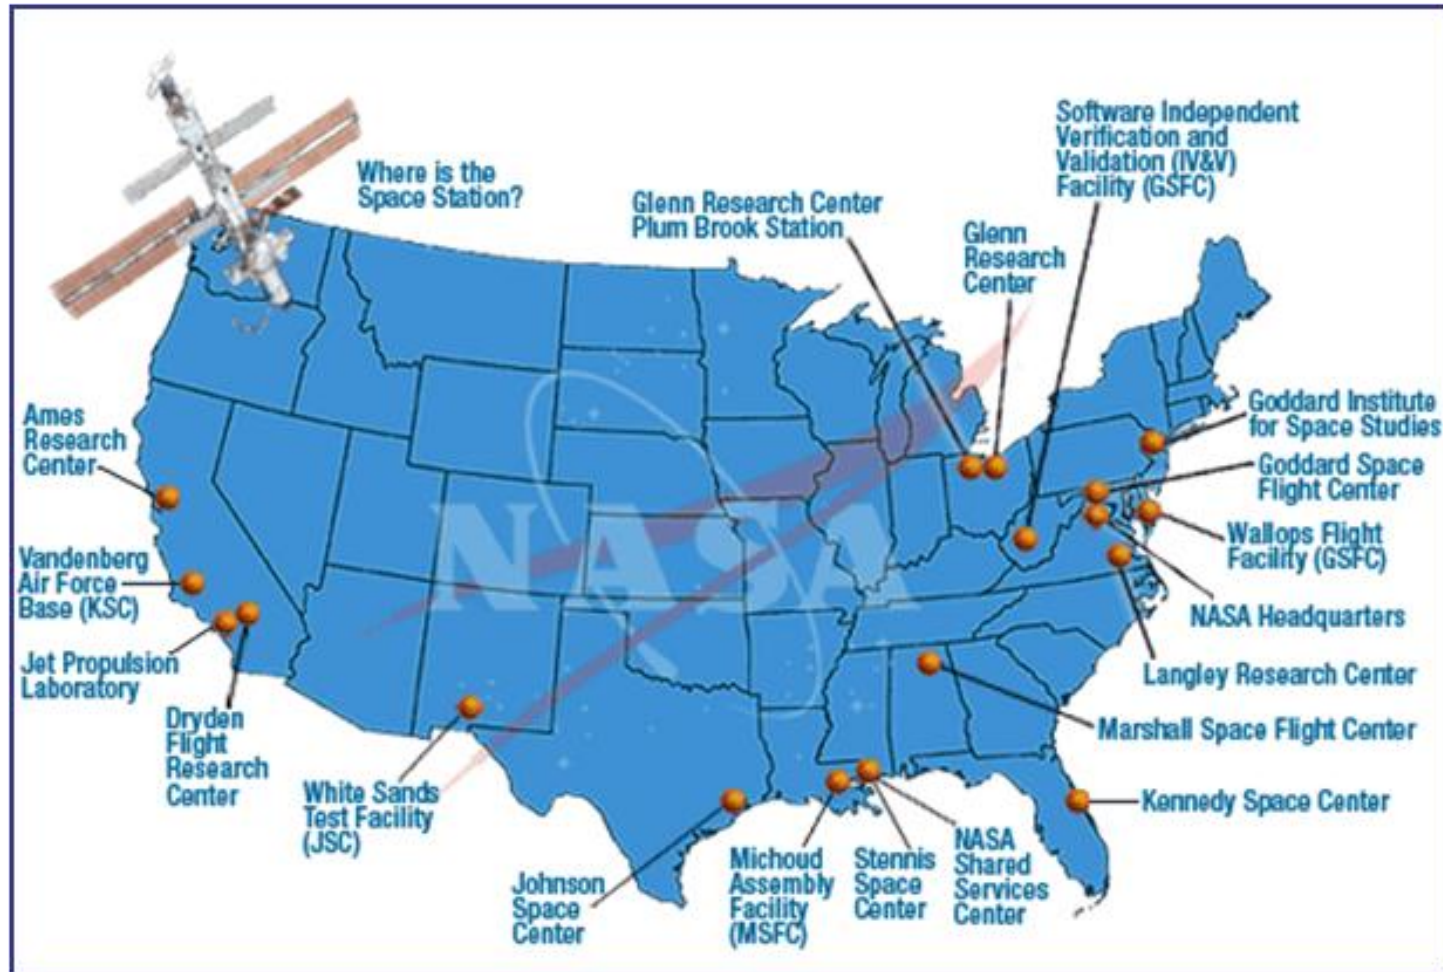 Where is the
Space Station?
Software Independent
Verification and
Validation (IV&V)
Facility (GSFC)
Glenn Research Center
Plum Brook Station
Glenn
Research
Center
Ames
Research
Center
Goddard Institute
for Space Studies
Goddard Space
Flight Center
Wallops Flight
Facility (GSFC)
NASA
Vandenberg
Air Force
Base (KSC)
NASA Headquarters
Jet Propulsion
Laboratory
Langley Research Center
Dryden
Flight
Research
Center
Marshall Space Flight Center
White Sands
Test Facility
(JSC)
Kennedy Space Center
Johnson
Space
Center
Michoud
Assembly
Facility
(MSFC)
Stennis
Space
Center
NASA
Shared
Services
Center